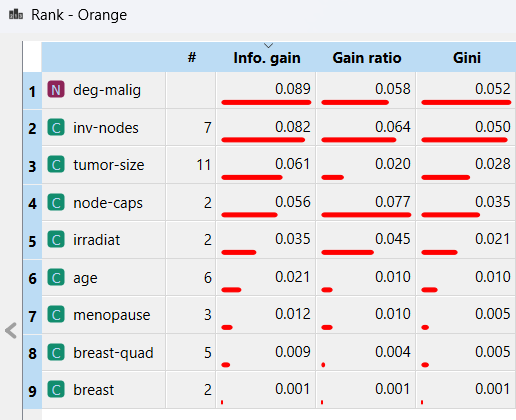 Rank - Orange
# Info. gain Gain ratio Gini
1 N deg-malig 0.089 0.058 0.052
2 C inv-nodes 7 0.082 0.064 0.050
3 C tumor-size 11 0.061 0.020 0.028
4 C node-caps 2 0.056 0.077 0.035
5 C irradiat 2 0.035 0.045 0.021
6 C age 6 0.021 0.010 0.010
7 C menopause 3 0.012 0.010 0.005
8 C breast-quad 5 0.009 0.004 0.005
9 C breast 2 0.001 0.001 0.001